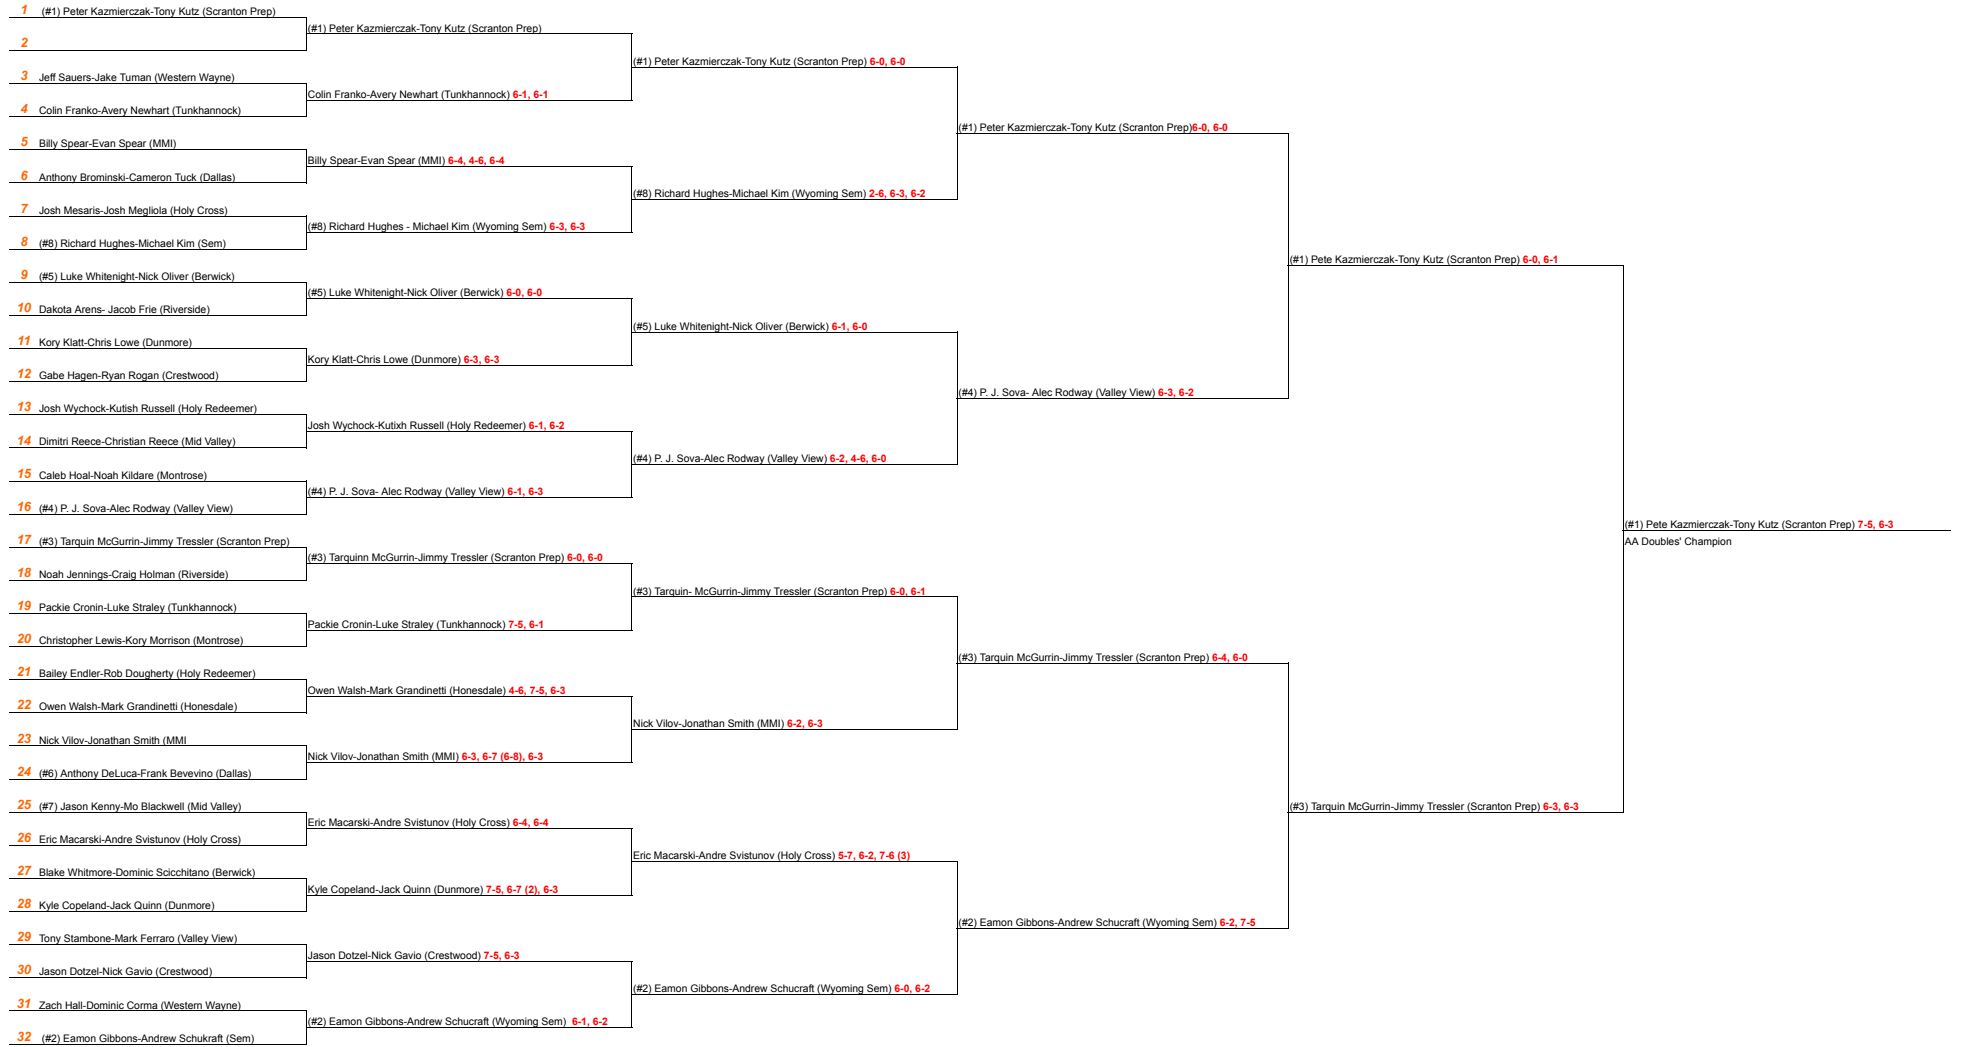 1 (#1) Peter Kazmierczak-Tony Kutz (Scranton Prep)
2
3 Jeff Sauers-Jake Tuman (Western Wayne)
4 Colin Franko-Avery Newhart (Tunkhannock)
5 Billy Spear-Evan Spear (MMI)
6 Anthony Brominski-Cameron Tuck (Dallas)
7 Josh Mesaris-Josh Megliola (Holy Cross)
8 (#8) Richard Hughes-Michael Kim (Sem)
9 (#5) Luke Whitenight-Nick Oliver (Berwick)
10 Dakota Arens- Jacob Frie (Riverside)
11 Kory Klatt-Chris Lowe (Dunmore)
12 Gabe Hagen-Ryan Rogan (Crestwood)
13 Josh Wychock-Kutish Russell (Holy Redeemer)
14 Dimitri Reece-Christian Reece (Mid Valley)
15 Caleb Hoal-Noah Kildare (Montrose)
16 (#4) P. J. Sova-Alec Rodway (Valley View)
17 (#3) Tarquin McGurrin-Jimmy Tressler (Scranton Prep)
18 Noah Jennings-Craig Holman (Riverside)
19 Packie Cronin-Luke Straley (Tunkhannock)
20 Christopher Lewis-Kory Morrison (Montrose)
21 Bailey Endler-Rob Dougherty (Holy Redeemer)
22 Owen Walsh-Mark Grandinetti (Honesdale)
23 Nick Vilov-Jonathan Smith (MMI
24 (#6) Anthony DeLuca-Frank Bevevino (Dallas)
25 (#7) Jason Kenny-Mo Blackwell (Mid Valley)
26 Eric Macarski-Andre Svistunov (Holy Cross)
27 Blake Whitmore-Dominic Scicchitano (Berwick)
28 Kyle Copeland-Jack Quinn (Dunmore)
29 Tony Stambone-Mark Ferraro (Valley View)
30 Jason Dotzel-Nick Gavio (Crestwood)
31 Zach Hall-Dominic Corma (Western Wayne)
32 (#2) Eamon Gibbons-Andrew Schukraft (Sem)
(#1) Peter Kazmierczak-Tony Kutz (Scranton Prep)
Colin Franko-Avery Newhart (Tunkhannock) 6-1, 6-1
Billy Spear-Evan Spear (MMI) 6-4, 4-6, 6-4
(#8) Richard Hughes - Michael Kim (Wyoming Sem) 6-3, 6-3
(#5) Luke Whitenight-Nick Oliver (Berwick) 6-0, 6-0
Kory Klatt-Chris Lowe (Dunmore) 6-3, 6-3
Josh Wychock-Kutixh Russell (Holy Redeemer) 6-1, 6-2
(#4) P. J. Sova- Alec Rodway (Valley View) 6-1, 6-3
(#3) Tarquinn McGurrin-Jimmy Tressler (Scranton Prep) 6-0, 6-0
Packie Cronin-Luke Straley (Tunkhannock) 7-5, 6-1
Owen Walsh-Mark Grandinetti (Honesdale) 4-6, 7-5, 6-3
Nick Vilov-Jonathan Smith (MMI) 6-3, 6-7 (6-8), 6-3
Eric Macarski-Andre Svistunov (Holy Cross) 6-4, 6-4
Kyle Copeland-Jack Quinn (Dunmore) 7-5, 6-7 (2), 6-3
Jason Dotzel-Nick Gavio (Crestwood) 7-5, 6-3
(#2) Eamon Gibbons-Andrew Schucraft (Wyoming Sem) 6-1, 6-2
(#1) Peter Kazmierczak-Tony Kutz (Scranton Prep) 6-0, 6-0
(#8) Richard Hughes-Michael Kim (Wyoming Sem) 2-6, 6-3, 6-2
(#5) Luke Whitenight-Nick Oliver (Berwick) 6-1, 6-0
(#4) P. J. Sova-Alec Rodway (Valley View) 6-2, 4-6, 6-0
(#3) Tarquin- McGurrin-Jimmy Tressler (Scranton Prep) 6-0, 6-1
Nick Vilov-Jonathan Smith (MMI) 6-2, 6-3
Eric Macarski-Andre Svistunov (Holy Cross) 5-7, 6-2, 7-6 (3)
(#2) Eamon Gibbons-Andrew Schucraft (Wyoming Sem) 6-0, 6-2
(#1) Peter Kazmierczak-Tony Kutz (Scranton Prep)6-0, 6-0
(#4) P. J. Sova- Alec Rodway (Valley View) 6-3, 6-2
(#3) Tarquin McGurrin-Jimmy Tressler (Scranton Prep) 6-4, 6-0
(#2) Eamon Gibbons-Andrew Schucraft (Wyoming Sem) 6-2, 7-5
(#1) Pete Kazmierczak-Tony Kutz (Scranton Prep) 6-0, 6-1
(#3) Tarquin McGurrin-Jimmy Tressler (Scranton Prep) 6-3, 6-3
(#1) Pete Kazmierczak-Tony Kutz (Scranton Prep) 7-5, 6-3
AA Doubles' Champion